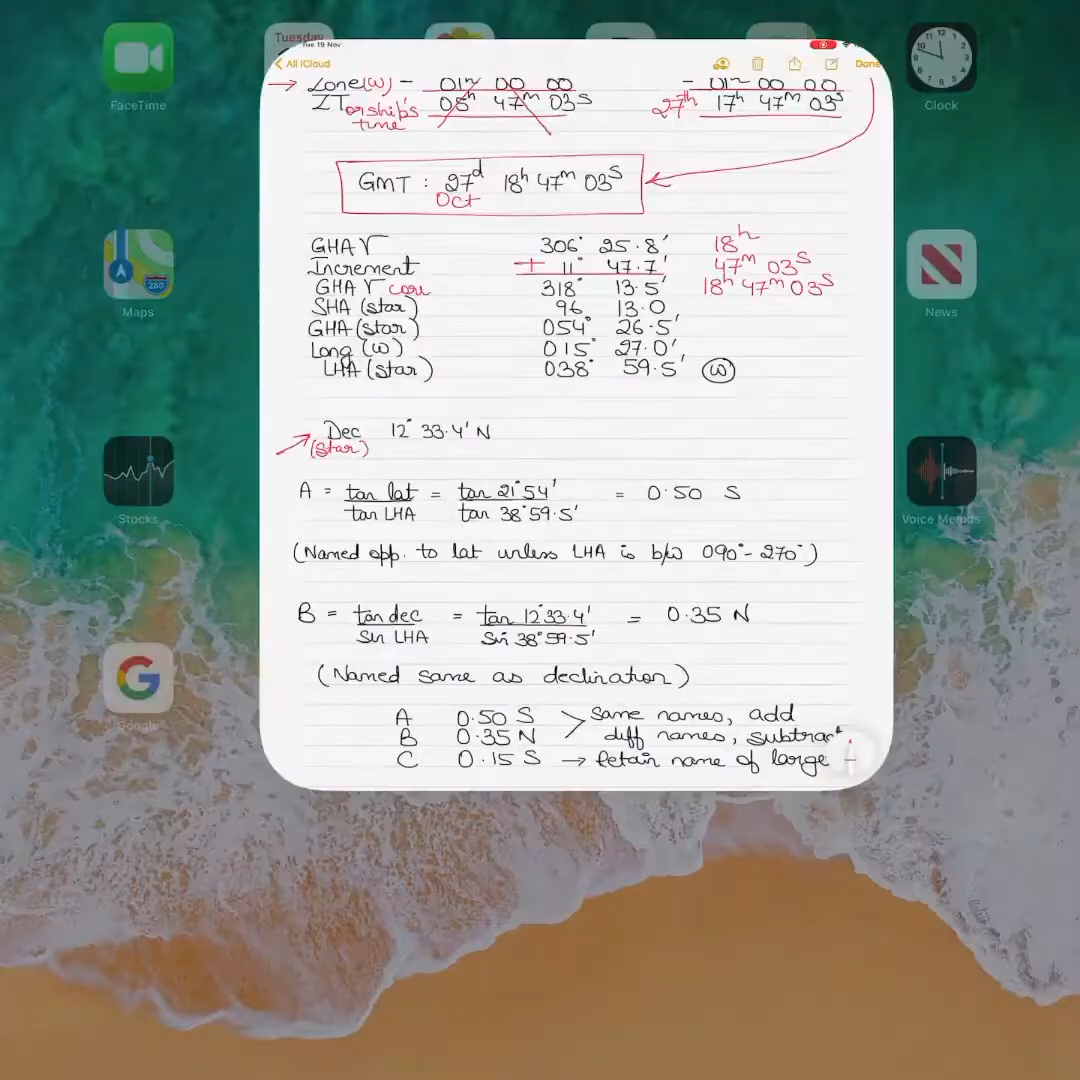 Tuesday
Tue 19 Nov
All iCloud
Done
FaceTime
Clock
Maps
280
News
Stocks
Voice Memos
Google
→ Zone(W) - 01h 00 00 - 01h 00 00
ZT or ship's time 05h 47m 03s 27th 17h 47m 03s
GMT : 27d 18h 47m 03s
Oct
GHA ♈ 306° 25.8' 18h
Increment + 11° 47.7' 47m 03s
GHA ♈ corr 318° 13.5' 18h 47m 03s
SHA (star) 96 13.0
GHA (star) 054° 26.5'
Long (W) 015° 27.0'
LHA (star) 038° 59.5' (W)
Dec 12° 33.4' N
(star)
A = tan lat / tan LHA = tan 21°54' / tan 38°59.5' = 0.50 S
(Named opp. to lat unless LHA is b/w 090° - 270°)
B = tan dec / Sin LHA = tan 12°33.4' / Sin 38°59.5' = 0.35 N
(Named same as declination)
A 0.50 S > Same names, add
B 0.35 N diff names, subtract
C 0.15 S → Retain name of large